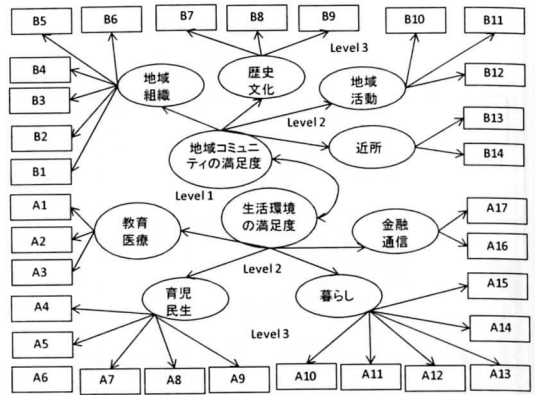 B5
B6
B7
B8
B9
B10
B11
Level 3
B4
B3
B2
B1
地域
組織
歴史
文化
地域
活動
B12
Level 2
B13
B14
地域コミュニ
ティの満足度
近所
Level 1
A1
A2
A3
教育
医療
生活環境
の満足度
金融
通信
A17
A16
Level 2
A4
A5
A6
育児
民生
暮らし
A15
A14
Level 3
A7
A8
A9
A10
A11
A12
A13